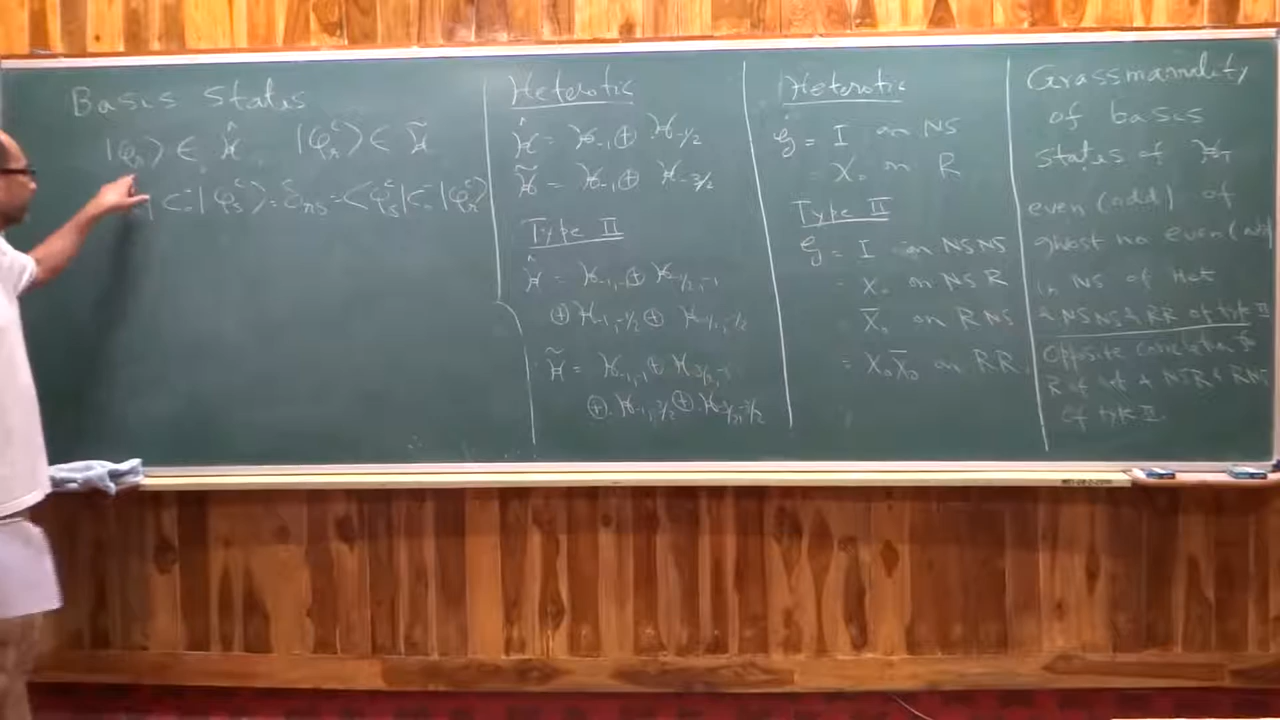 Basis States
|φ_r⟩ ∈ Ĥ |φ_r^c⟩ ∈ H̃
| c_0^- |φ_s^c⟩ = δ_rs = ⟨φ_s^c| c_0^- |φ_r⟩
Heterotic
Ĥ = H_{-1} ⊕ H_{-1/2}
H̃ = H_{-1} ⊕ H_{-3/2}
Type II
Ĥ = H_{-1,-1} ⊕ H_{-1/2,-1}
⊕ H_{-1,-1/2} ⊕ H_{-1/2,-1/2}
H̃ = H_{-1,-1} ⊕ H_{-3/2,-1}
⊕ H_{-1,-3/2} ⊕ H_{-3/2,-3/2}
Heterotic
G = I on NS
X_0 on R
Type II
G = I on NSNS
= X_0 on NSR
X̄_0 on RNS
= X_0 X̄_0 on RR
Grassmannality
of basis
states of H_T
even (odd) of
ghost no even (odd)
in NS of Het
& NSNS & RR of type II
Opposite correlation for
R of het & NSR & RNS
of type II